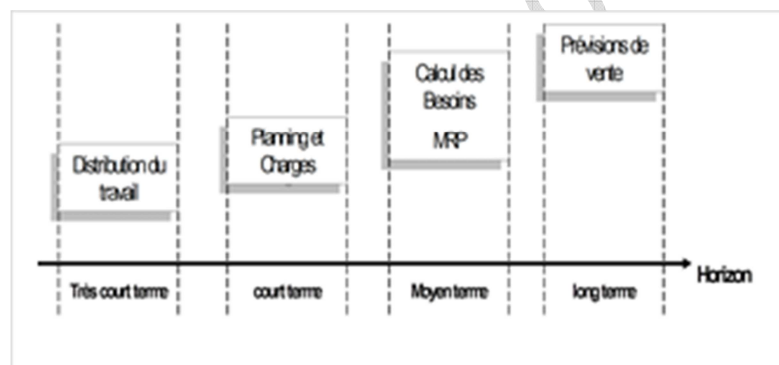 Prévisions de
vente
Calcul des
Besoins
MRP
Planning et
Charges
Distribution du
travail
Très court terme
court terme
Moyen terme
long terme
Horizon